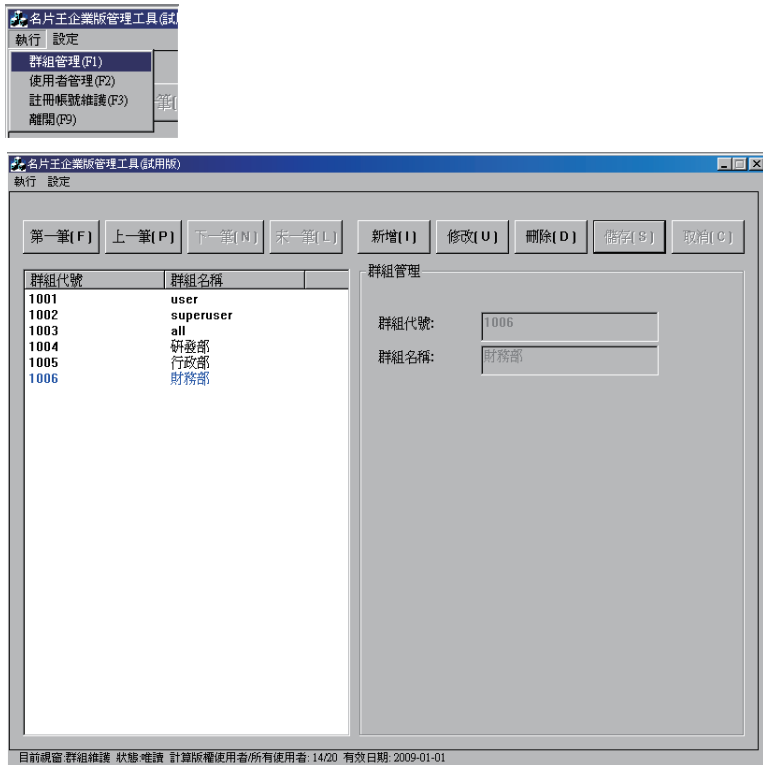 名片王企業版管理工具(試
執行 設定
群組管理(F1)
使用者管理(F2)
註冊帳號維護(F3)
離開(F9)
名片王企業版管理工具(試用版)
執行 設定
第一筆[F] 上一筆[P] 下一筆[N] 末一筆[L] 新增[I] 修改[U] 刪除[D] 儲存[S] 取消[C]
群組代號 群組名稱
1001 user
1002 superuser
1003 all
1004 研發部
1005 行政部
1006 財務部
群組管理
群組代號: 1006
群組名稱: 財務部
目前視窗:群組維護 狀態:唯讀 計算版權使用者/所有使用者: 14/20 有效日期: 2009-01-01